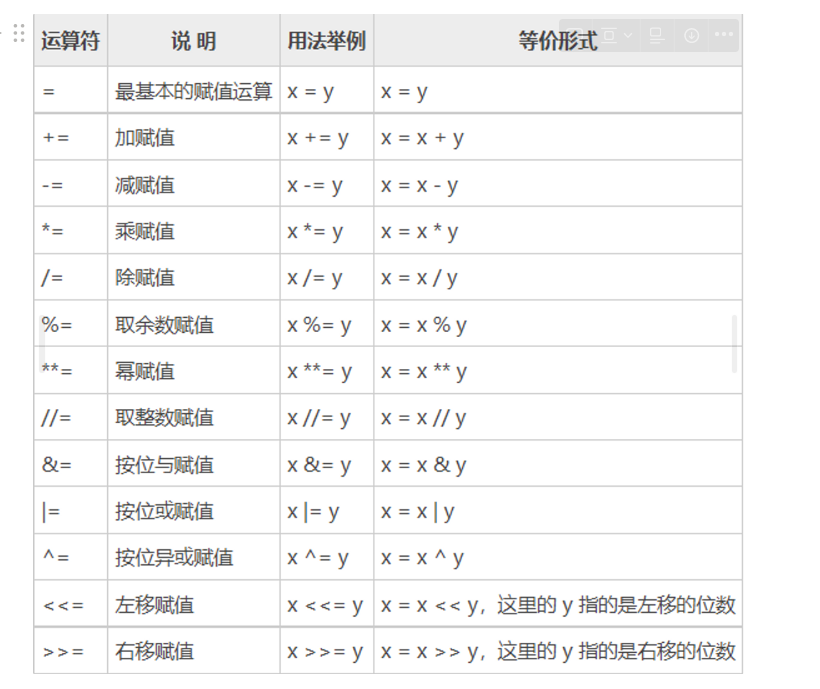 运算符 说 明 用法举例 等价形式
= 最基本的赋值运算 x = y x = y
+= 加赋值 x += y x = x + y
-= 减赋值 x -= y x = x - y
*= 乘赋值 x *= y x = x * y
/= 除赋值 x /= y x = x / y
%= 取余数赋值 x %= y x = x % y
**= 幂赋值 x **= y x = x ** y
//= 取整数赋值 x //= y x = x // y
&= 按位与赋值 x &= y x = x & y
|= 按位或赋值 x |= y x = x | y
^= 按位异或赋值 x ^= y x = x ^ y
<<= 左移赋值 x <<= y x = x << y，这里的 y 指的是左移的位数
>>= 右移赋值 x >>= y x = x >> y，这里的 y 指的是右移的位数